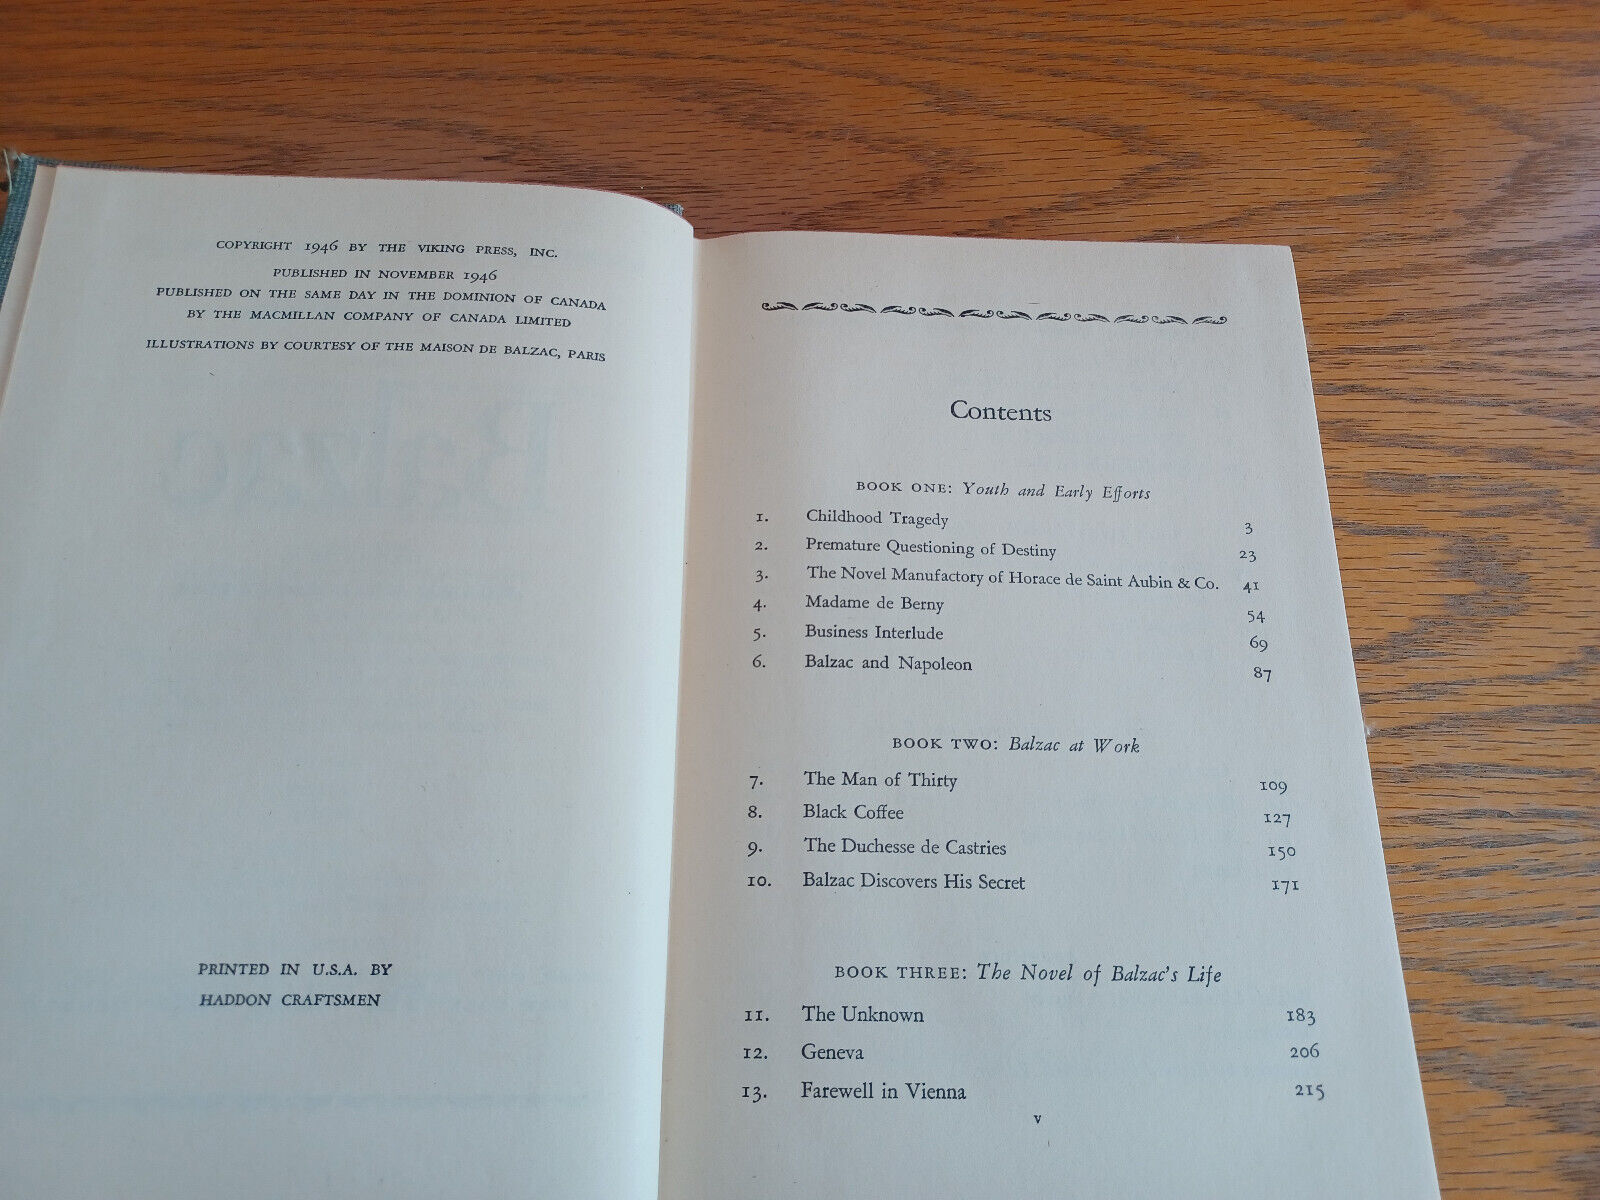 COPYRIGHT 1946 BY THE VIKING PRESS, INC.
PUBLISHED IN NOVEMBER 1946
PUBLISHED ON THE SAME DAY IN THE DOMINION OF CANADA
BY THE MACMILLAN COMPANY OF CANADA LIMITED
ILLUSTRATIONS BY COURTESY OF THE MAISON DE BALZAC, PARIS
PRINTED IN U.S.A. BY
HADDON CRAFTSMEN
Contents
BOOK ONE: Youth and Early Efforts
1. Childhood Tragedy 3
2. Premature Questioning of Destiny 23
3. The Novel Manufactory of Horace de Saint Aubin & Co. 41
4. Madame de Berny 54
5. Business Interlude 69
6. Balzac and Napoleon 87
BOOK TWO: Balzac at Work
7. The Man of Thirty 109
8. Black Coffee 127
9. The Duchesse de Castries 150
10. Balzac Discovers His Secret 171
BOOK THREE: The Novel of Balzac's Life
11. The Unknown 183
12. Geneva 206
13. Farewell in Vienna 215
v